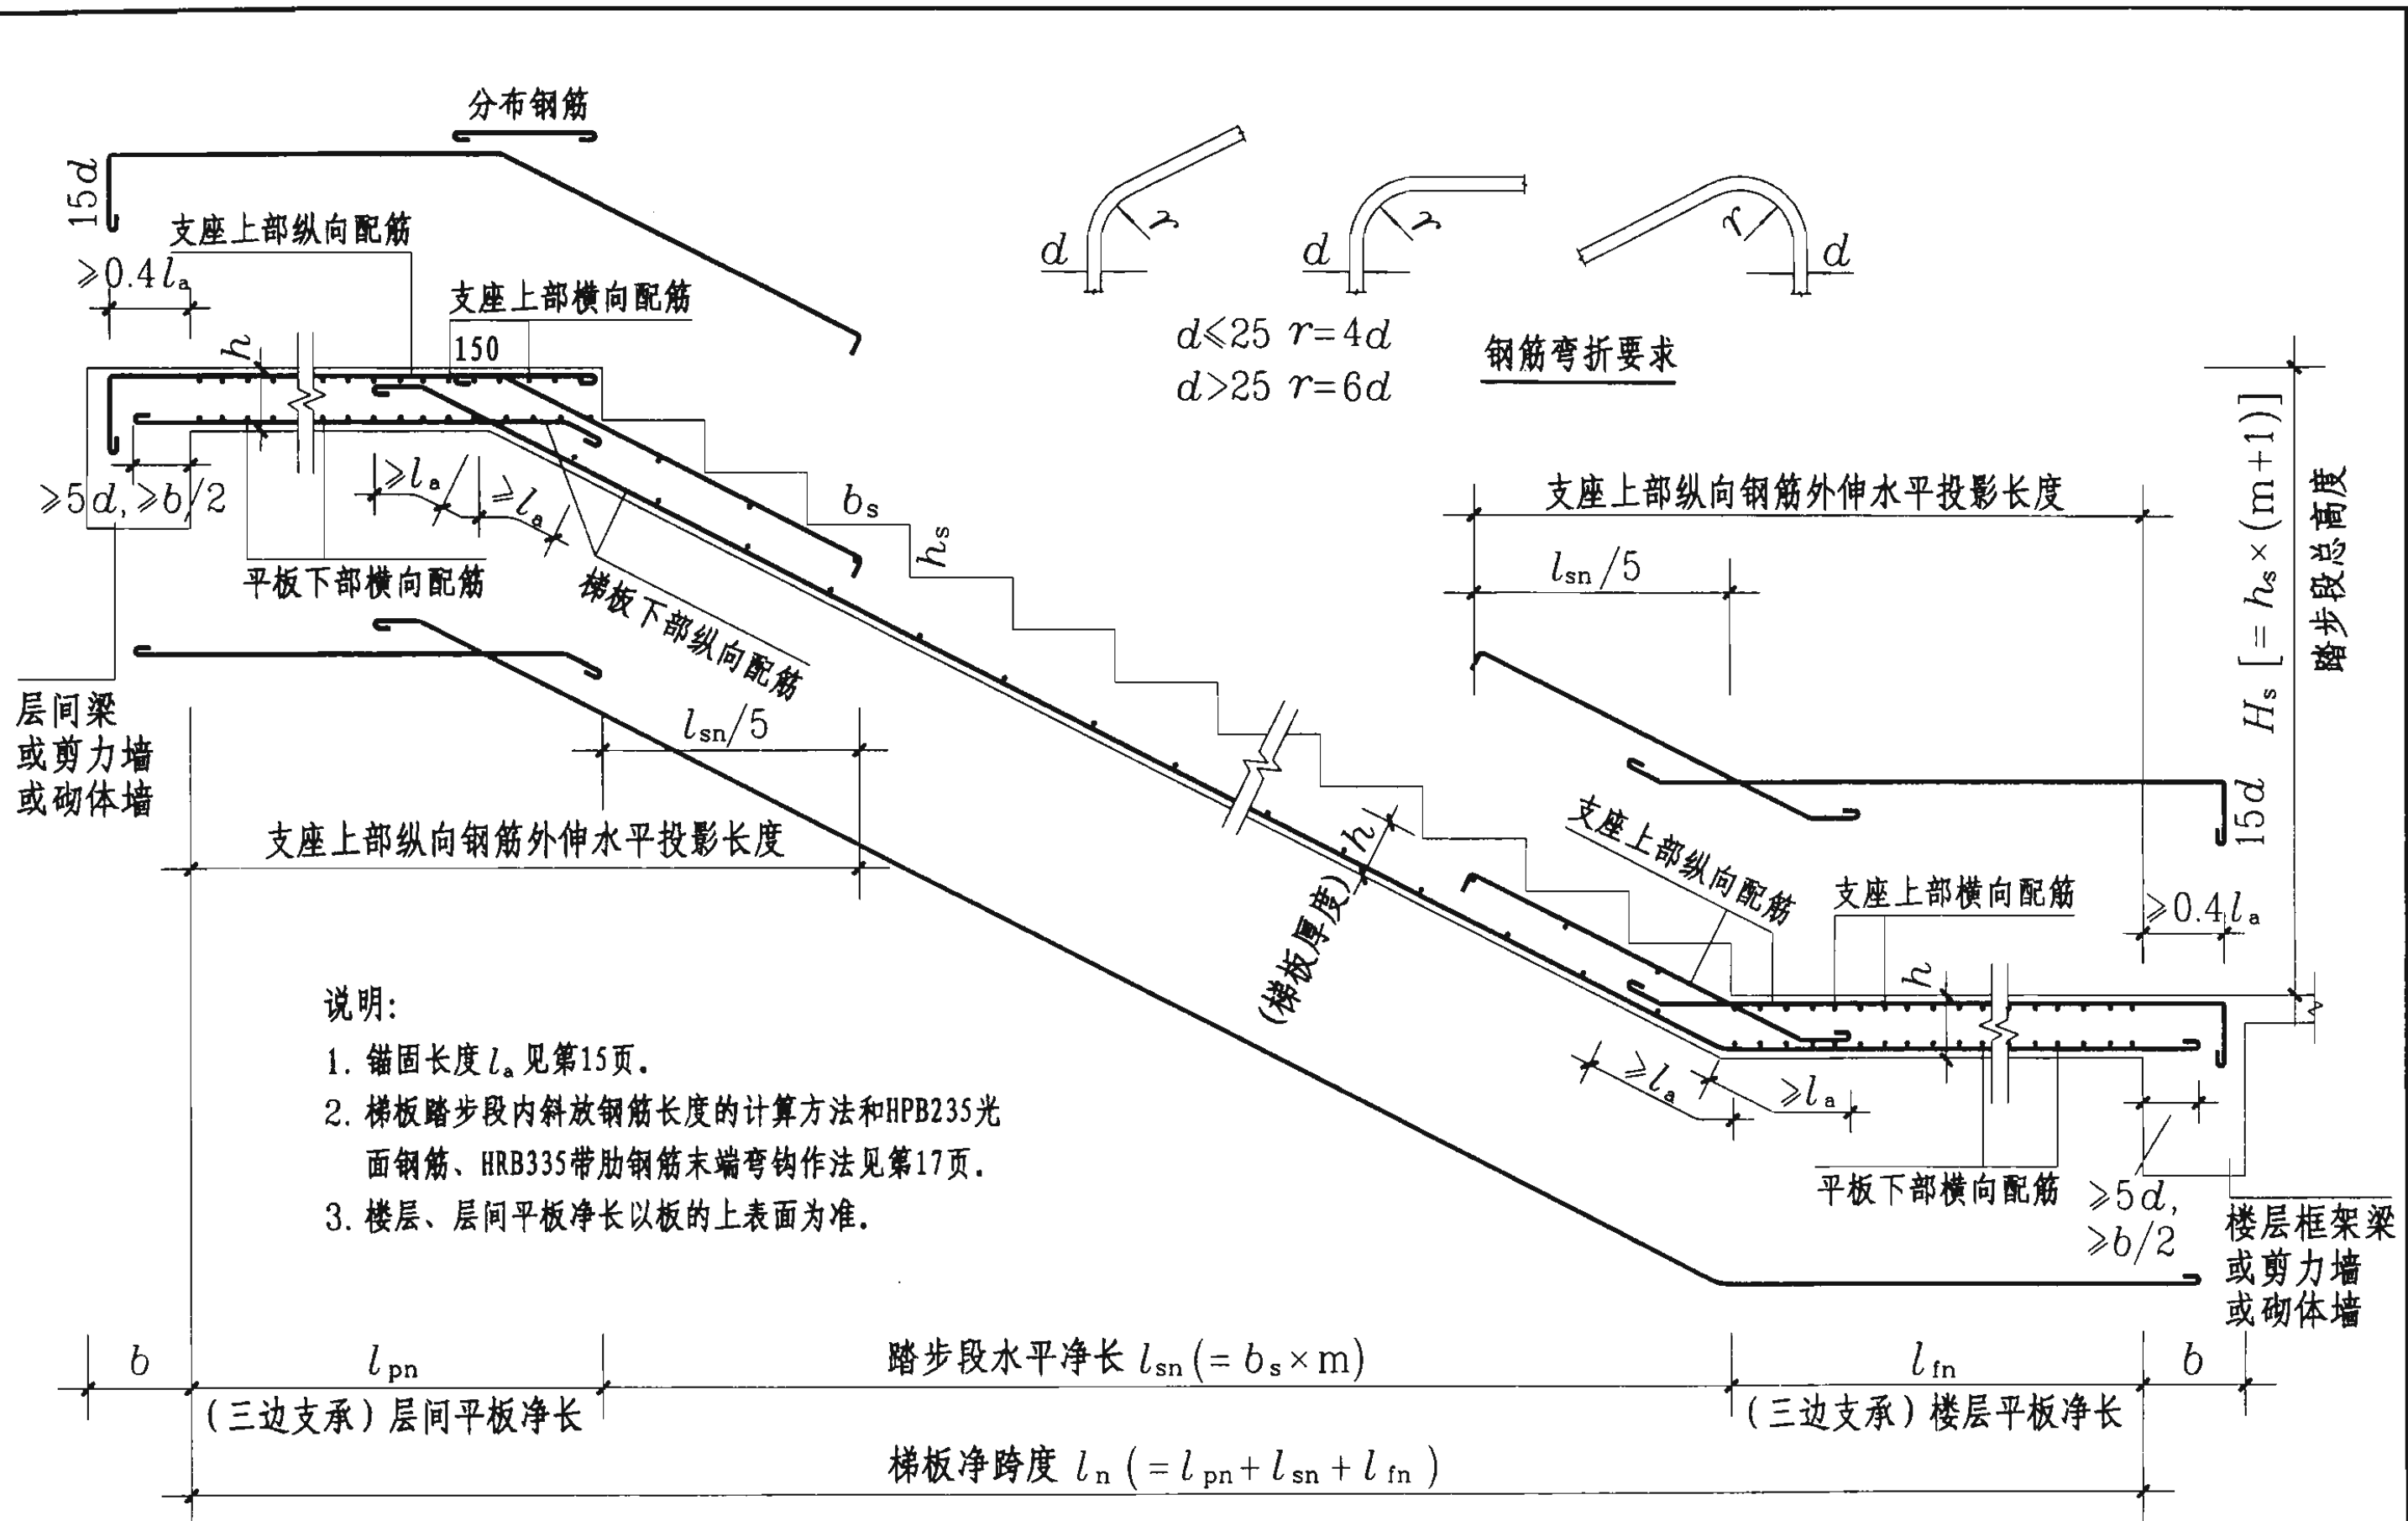 分布钢筋
15d
支座上部纵向配筋
≥0.4la
支座上部横向配筋
150
h
d
r
d
r
r
d
d≤25 r=4d
d>25 r=6d
钢筋弯折要求
≥5d, ≥b/2
≥la
≥la
bs
hs
平板下部横向配筋
梯板下部纵向配筋
支座上部纵向钢筋外伸水平投影长度
lsn/5
Hs [=hs×(m+1)]
踏步段总高度
层间梁
或剪力墙
或砌体墙
lsn/5
支座上部纵向钢筋外伸水平投影长度
15d
h
(梯板厚度)
支座上部纵向配筋
支座上部横向配筋
≥0.4la
h
≥la
≥la
平板下部横向配筋
≥5d,
≥b/2
楼层框架梁
或剪力墙
或砌体墙
说明:
1. 锚固长度la见第15页.
2. 梯板踏步段内斜放钢筋长度的计算方法和HPB235光
面钢筋、HRB335带肋钢筋末端弯钩作法见第17页.
3. 楼层、层间平板净长以板的上表面为准.
b
lpn
踏步段水平净长 lsn(=bs×m)
lfn
b
(三边支承)层间平板净长
(三边支承)楼层平板净长
梯板净跨度 ln (=lpn+lsn+lfn)